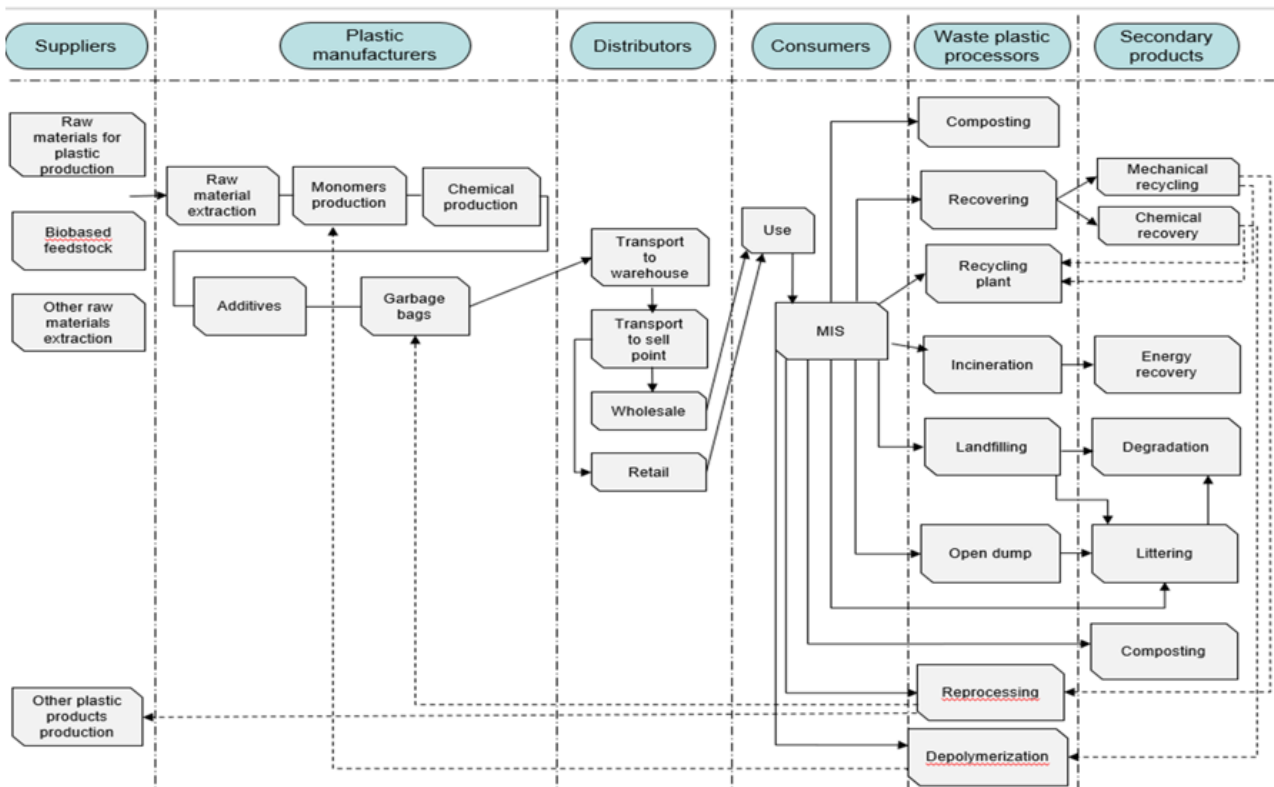 Suppliers
Plastic
manufacturers
Distributors
Consumers
Waste plastic
processors
Secondary
products
Raw
materials for
plastic
production
Biobased
feedstock
Other raw
materials
extraction
Other plastic
products
production
Raw
material
extraction
Monomers
production
Chemical
production
Additives
Garbage
bags
Transport
to
warehouse
Transport
to sell
point
Wholesale
Retail
Use
MIS
Composting
Recovering
Recycling
plant
Incineration
Landfilling
Open dump
Reprocessing
Depolymerization
Mechanical
recycling
Chemical
recovery
Energy
recovery
Degradation
Littering
Composting